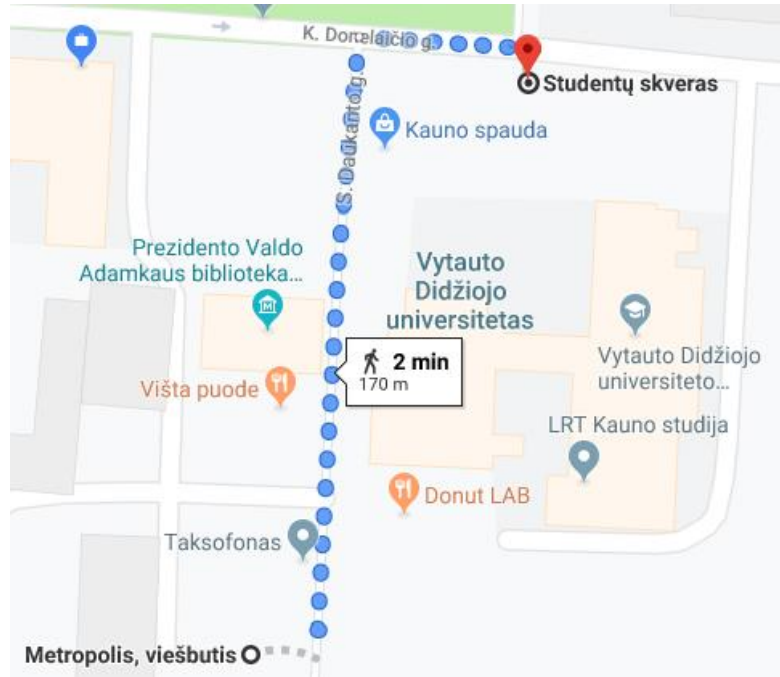 K. Donelaičio g.
Studentų skveras
S. Daukanto g.
Kauno spauda
Prezidento Valdo
Adamkaus biblioteka...
Vytauto
Didžiojo
universitetas
2 min
170 m
Vytauto Didžiojo
universiteto...
Višta puode
LRT Kauno studija
Donut LAB
Taksofonas
Metropolis, viešbutis